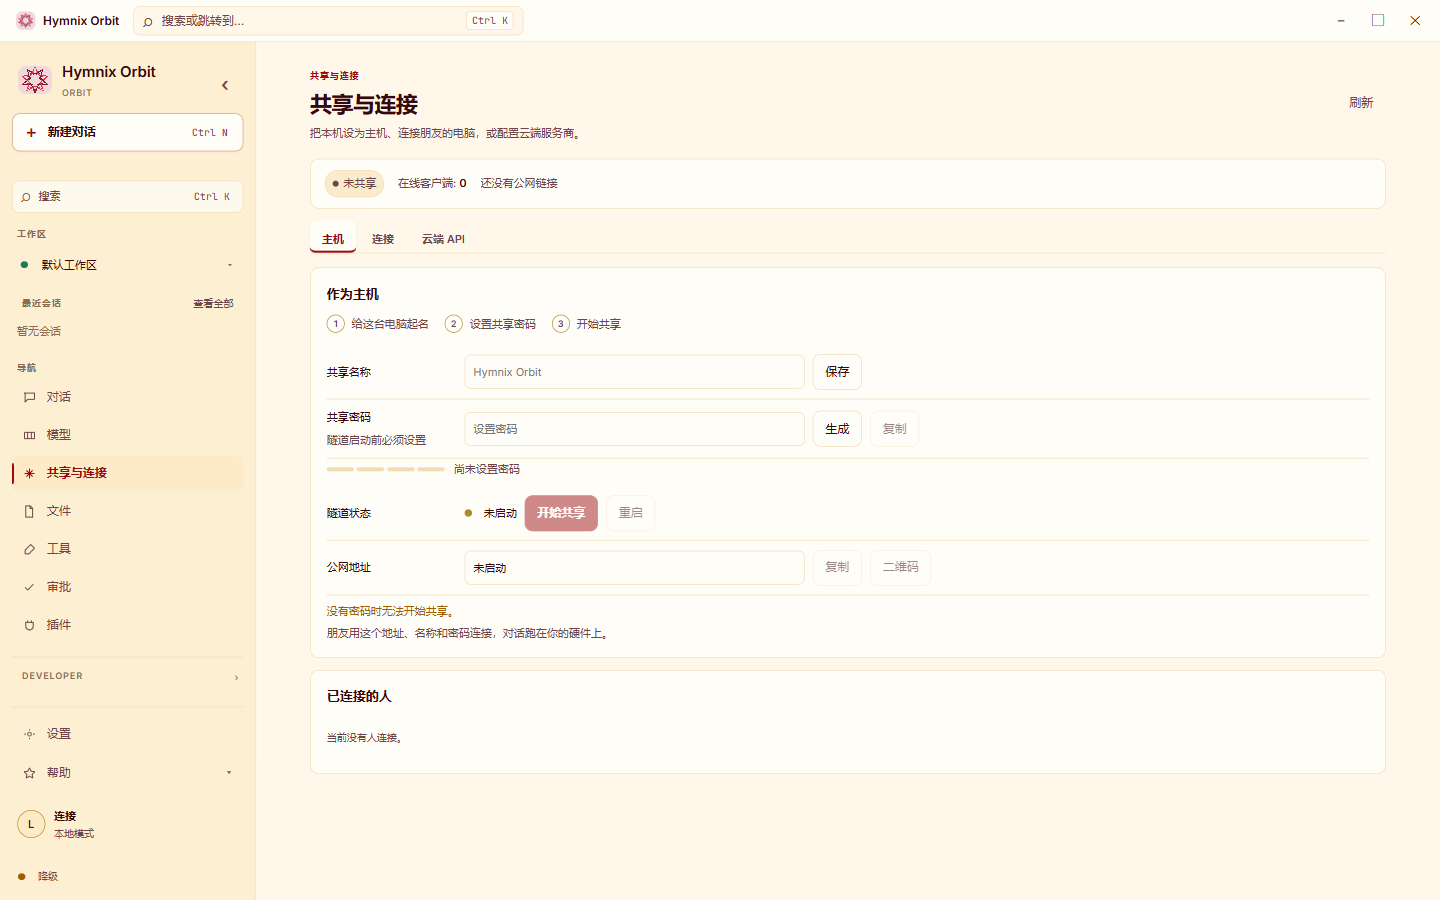 Hymnix Orbit
搜索或跳转到...
Ctrl K
Hymnix Orbit
ORBIT
新建对话
Ctrl N
搜索
Ctrl K
工作区
默认工作区
最近会话
查看全部
暂无会话
导航
对话
模型
共享与连接
文件
工具
审批
插件
DEVELOPER
设置
帮助
L
连接
本地模式
降级
共享与连接
共享与连接
刷新
把本机设为主机、连接朋友的电脑，或配置云端服务商。
未共享
在线客户端: 0
还没有公网链接
主机
连接
云端 API
作为主机
1 给这台电脑起名
2 设置共享密码
3 开始共享
共享名称
Hymnix Orbit
保存
共享密码
隧道启动前必须设置
设置密码
生成
复制
尚未设置密码
隧道状态
未启动
开始共享
重启
公网地址
未启动
复制
二维码
没有密码时无法开始共享。
朋友用这个地址、名称和密码连接，对话跑在你的硬件上。
已连接的人
当前没有人连接。